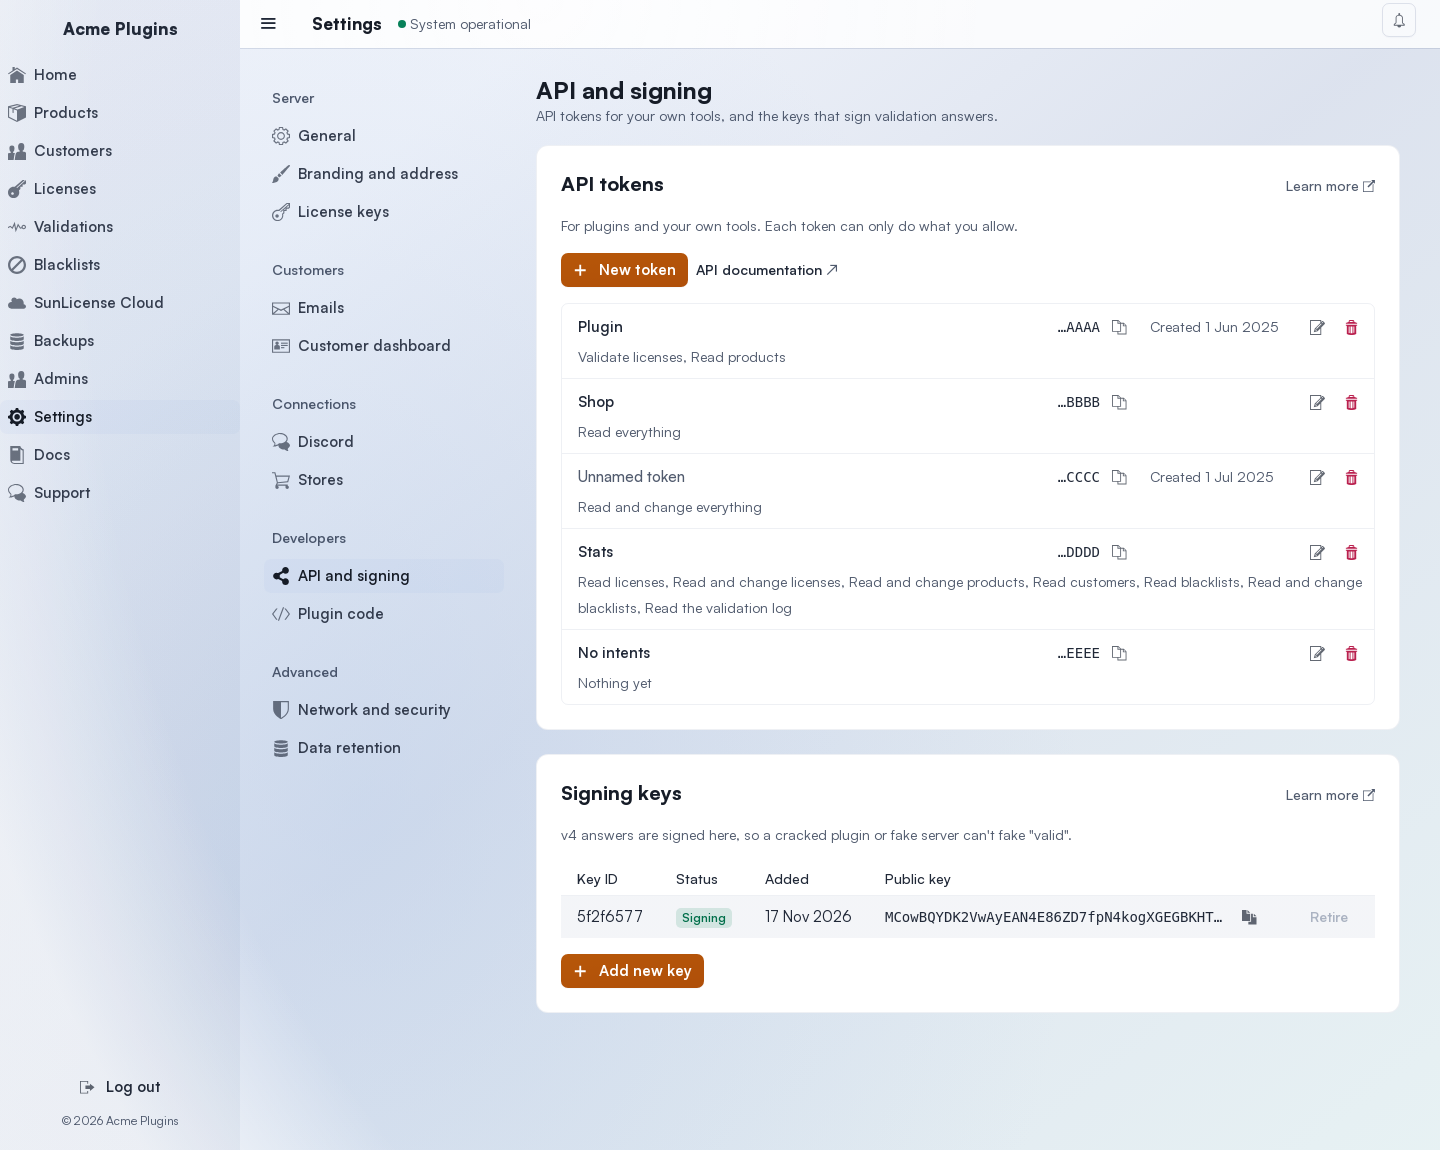 Acme Plugins
Home
Products
Customers
Licenses
Validations
Blacklists
SunLicense Cloud
Backups
Admins
Settings
Docs
Support
Log out
© 2026 Acme Plugins
Settings
System operational
Server
General
Branding and address
License keys
Customers
Emails
Customer dashboard
Connections
Discord
Stores
Developers
API and signing
Plugin code
Advanced
Network and security
Data retention
API and signing
API tokens for your own tools, and the keys that sign validation answers.
API tokens
Learn more
For plugins and your own tools. Each token can only do what you allow.
New token
API documentation
Plugin …AAAA Created 1 Jun 2025
Validate licenses, Read products
Shop …BBBB
Read everything
Unnamed token …CCCC Created 1 Jul 2025
Read and change everything
Stats …DDDD
Read licenses, Read and change licenses, Read and change products, Read customers, Read blacklists, Read and change
blacklists, Read the validation log
No intents …EEEE
Nothing yet
Signing keys
Learn more
v4 answers are signed here, so a cracked plugin or fake server can't fake "valid".
Key ID Status Added Public key
5f2f6577 Signing 17 Nov 2026 MCowBQYDK2VwAyEAN4E86ZD7fpN4kogXGEGBKHT… Retire
Add new key